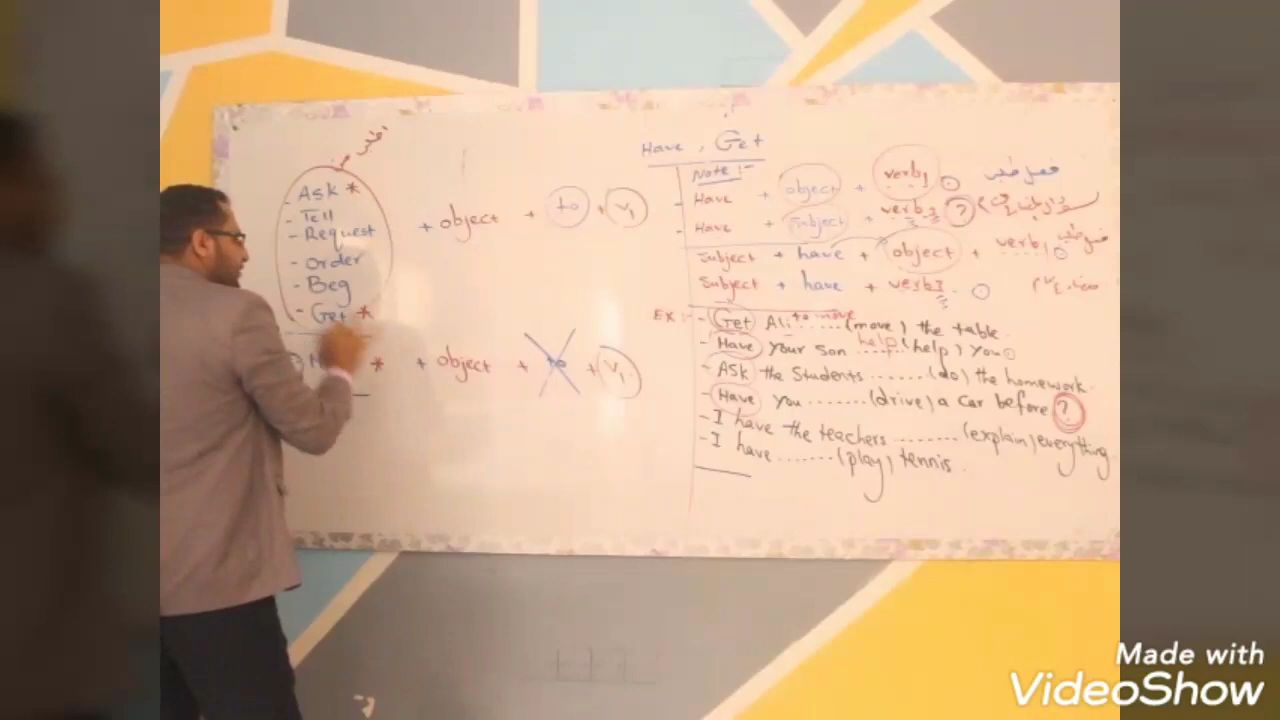 - Ask *
- Tell
- Request
- Order
- Beg
- Get *
+ object + to + V1
* + object + to + V1
Have , Get
Note :-
- Have + object + verb1 .
- Have + subject + verb3 ?
Subject + have + object + verb1 .
Subject + have + verb3 .
Ex :- - Get Ali to move ...... (move) the table.
- Have your son help ...... (help) you.
- Ask the students ....... (do) the homework.
- Have you ....... (drive) a car before ?
- I have the teachers ........ (explain) everything.
- I have ....... (play) tennis.
Made with
VideoShow